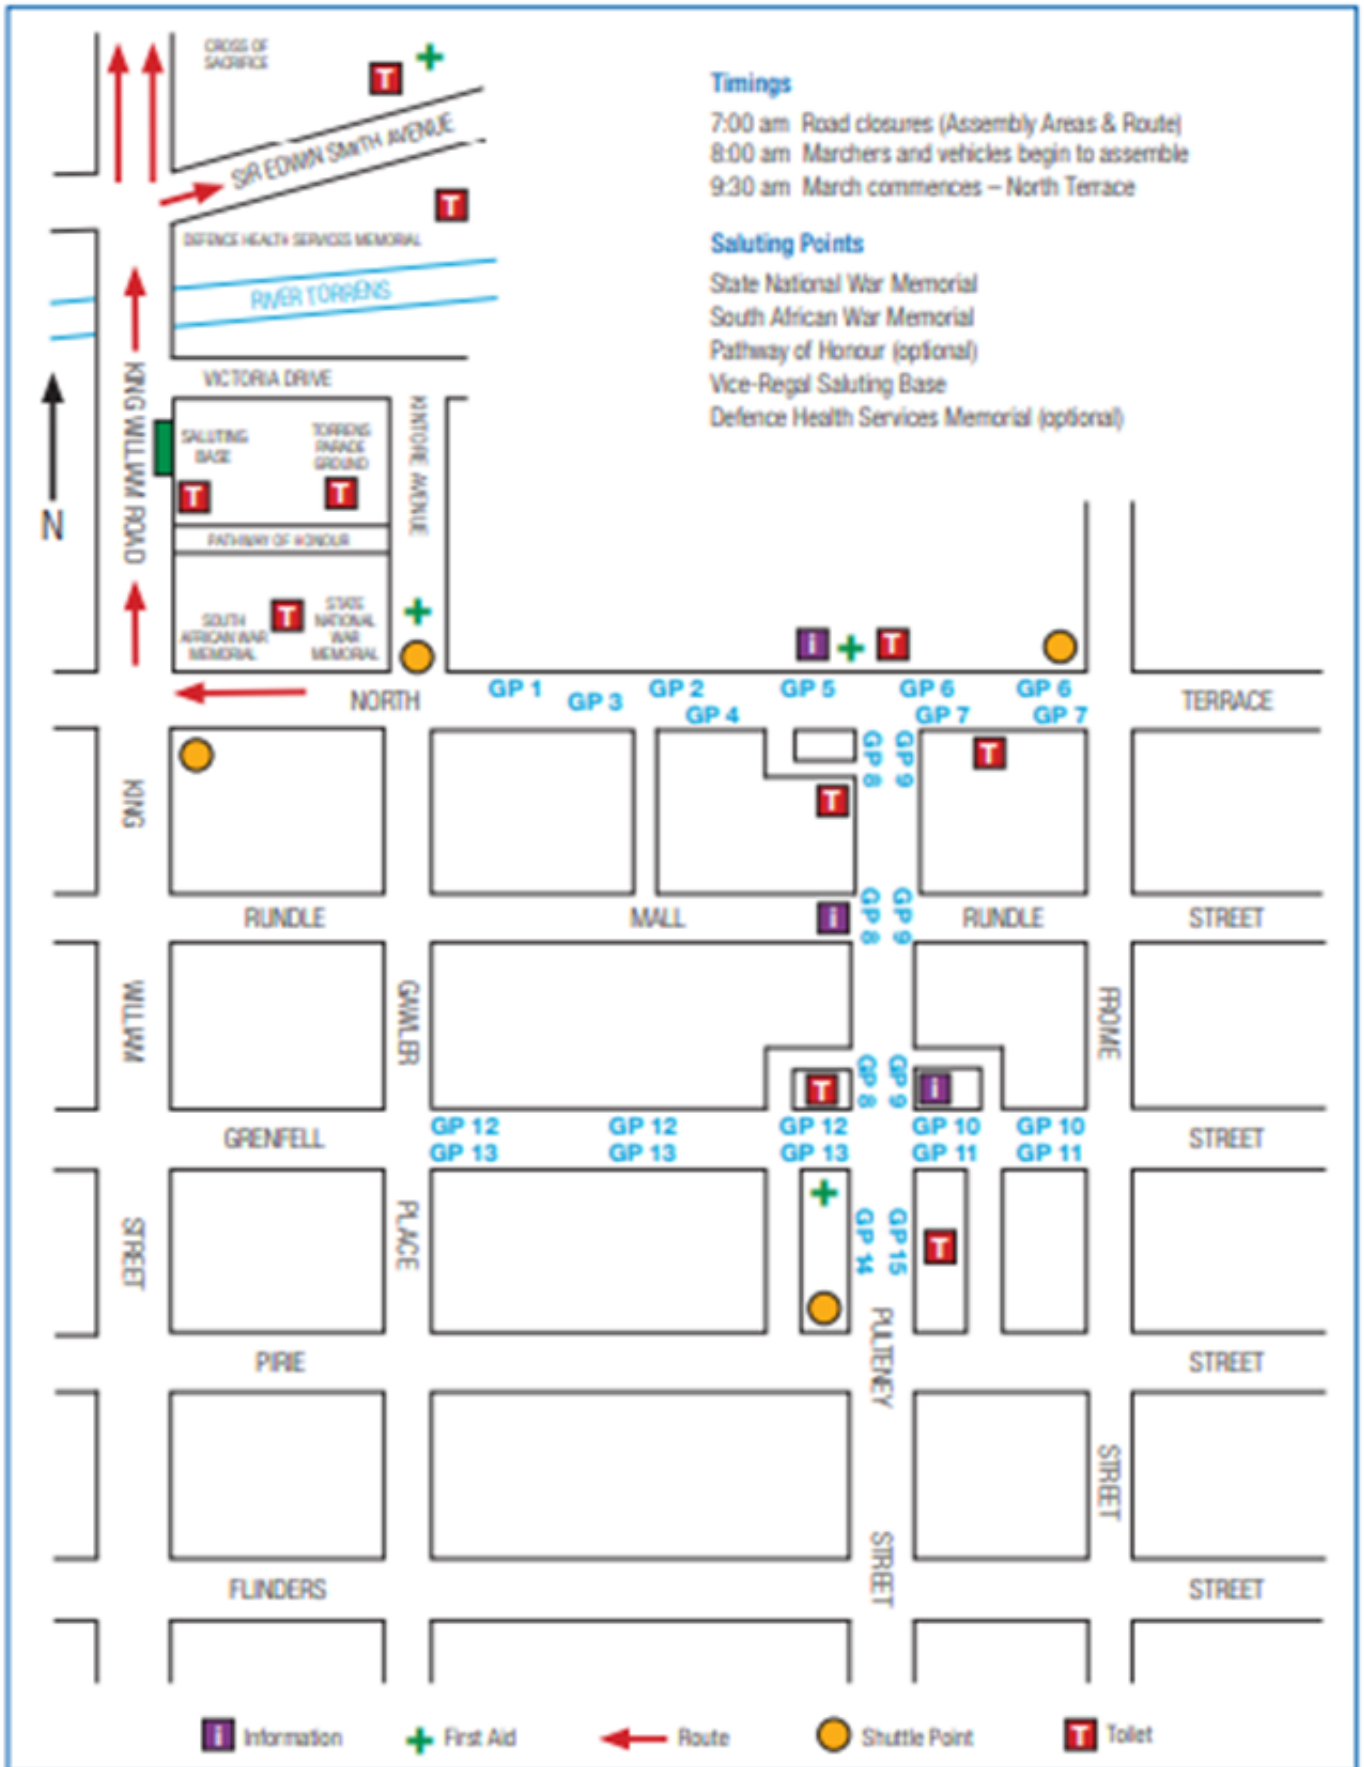 CROSS OF
SACRIFICE
T
SIR EDWIN SMITH AVENUE
T
DEFENCE HEALTH SERVICES MEMORIAL
RIVER TORRENS
VICTORIA DRIVE
Timings
7:00 am Road closures (Assembly Areas & Route)
8:00 am Marchers and vehicles begin to assemble
9:30 am March commences – North Terrace
Saluting Points
State National War Memorial
South African War Memorial
Pathway of Honour (optional)
Vice-Regal Saluting Base
Defence Health Services Memorial (optional)
N
KING WILLIAM ROAD
SALUTING
BASE
T
TORRENS
PARADE
GROUND
T
KINTORE AVENUE
PATHWAY OF HONOUR
SOUTH
AFRICAN WAR
MEMORIAL
T
STATE
NATIONAL
WAR
MEMORIAL
i
T
NORTH
GP 1
GP 3
GP 2
GP 4
GP 5
GP 6
GP 7
GP 6
GP 7
TERRACE
GP 8
GP 9
T
T
KING
RUNDLE
MALL
i
GP 8
GP 9
RUNDLE
STREET
WILLIAM
GAWLER
FROME
T
GP 8
GP 9
i
GRENFELL
GP 12
GP 13
GP 12
GP 13
GP 12
GP 13
GP 10
GP 11
GP 10
GP 11
STREET
STREET
PLACE
GP 14
GP 15
T
PIRIE
PULTENEY
STREET
STREET
STREET
FLINDERS
STREET
i Information
First Aid
Route
Shuttle Point
T Toilet